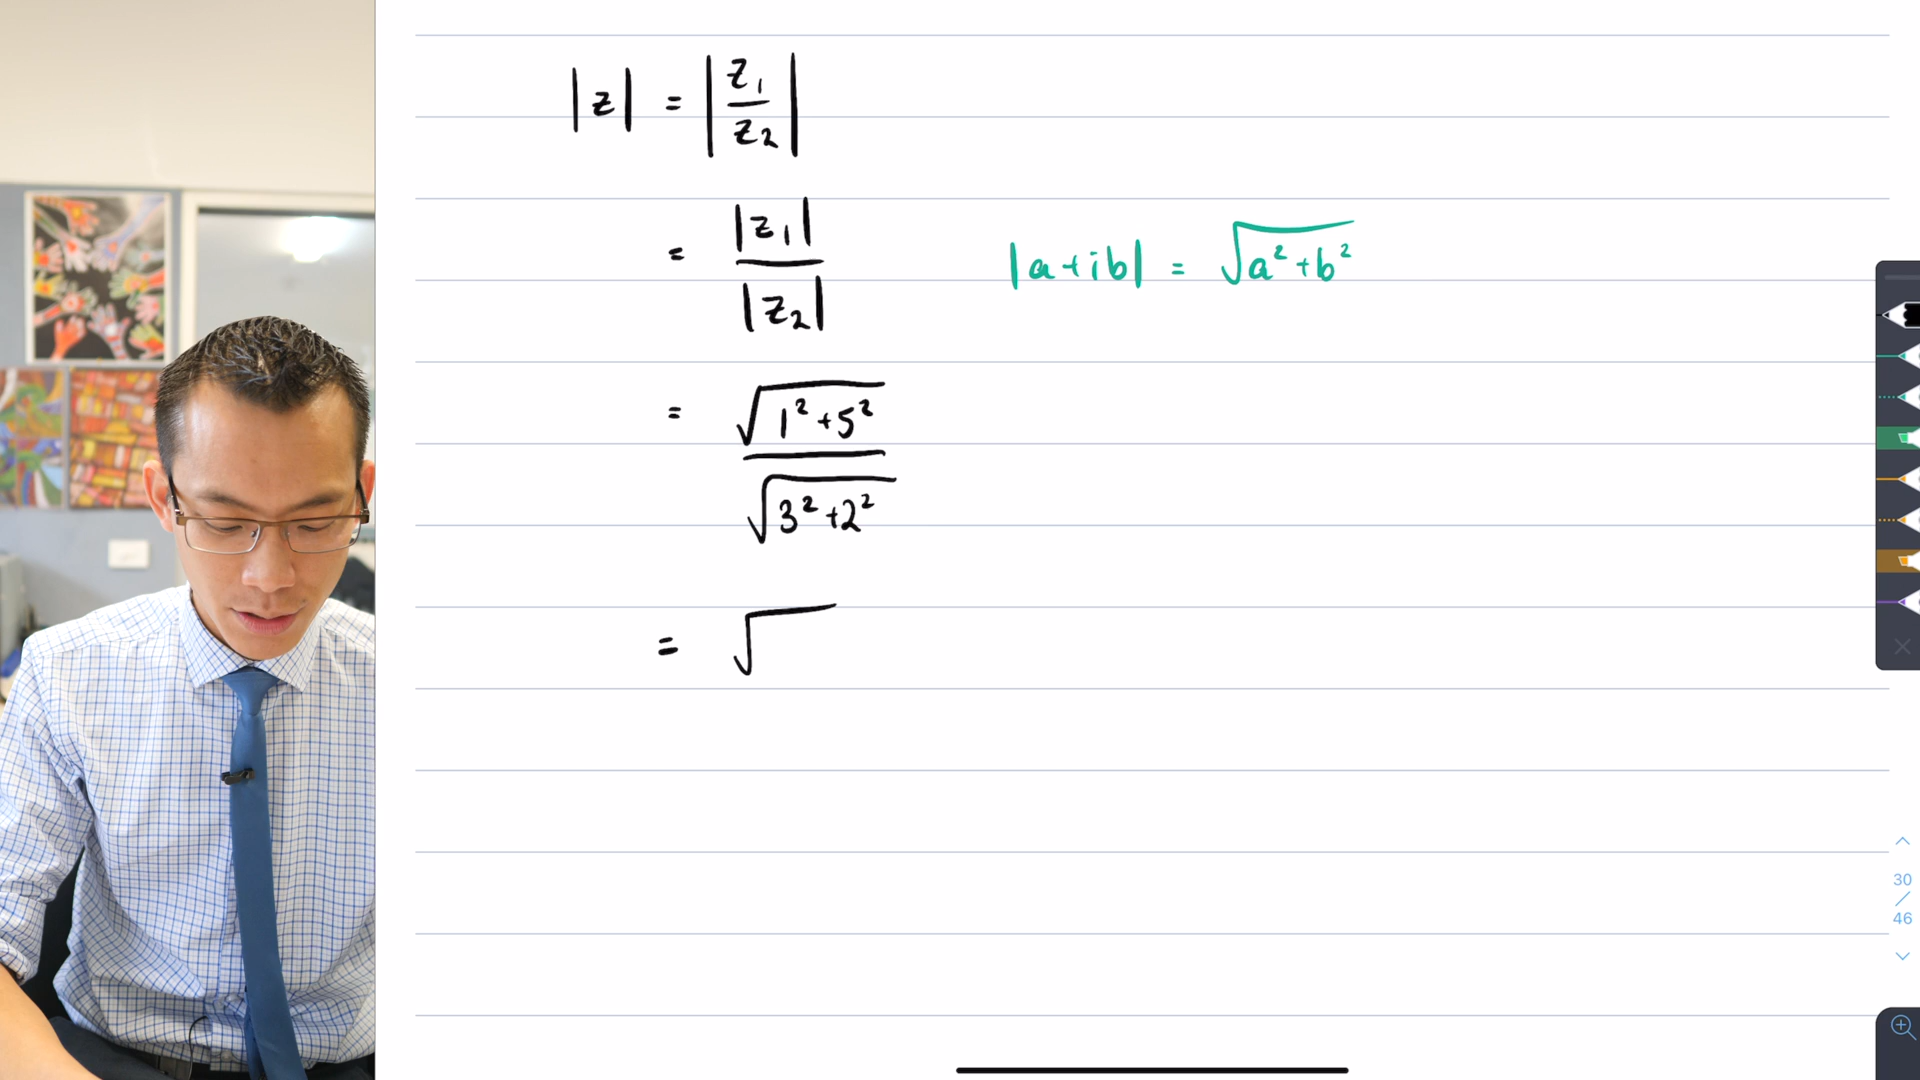 |z| = |z₁/z₂|
= |z₁|/|z₂|
|a+ib| = √(a²+b²)
= √(1²+5²)/√(3²+2²)
= √
30
/
46